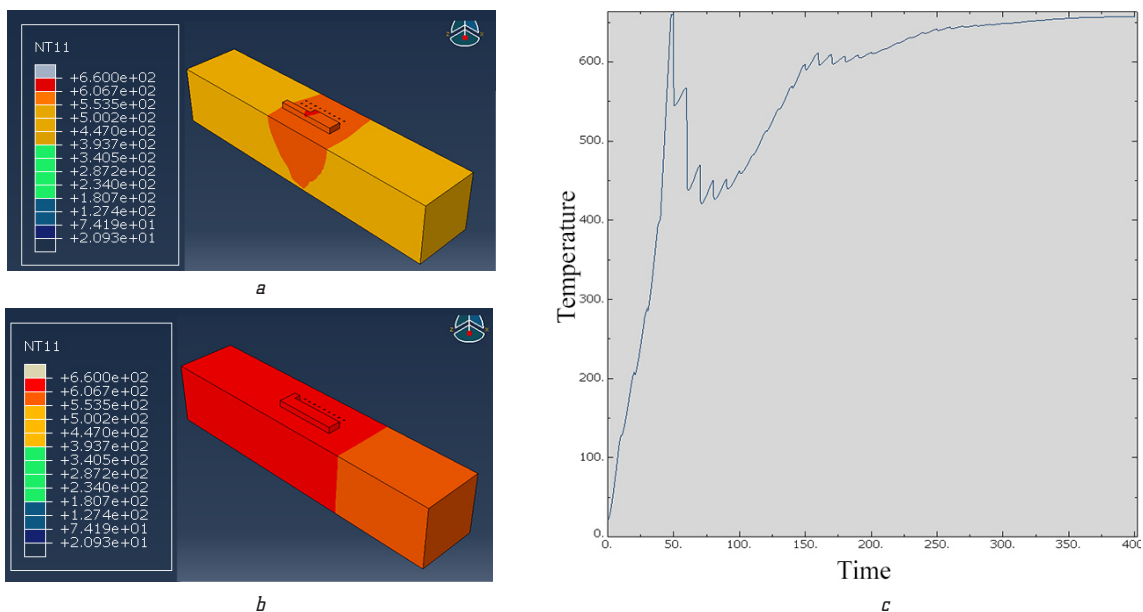 NT11
+6.600e+02
+6.067e+02
+5.535e+02
+5.002e+02
+4.470e+02
+3.937e+02
+3.405e+02
+2.872e+02
+2.340e+02
+1.807e+02
+1.274e+02
+7.419e+01
+2.093e+01
z
x
a
NT11
+6.600e+02
+6.067e+02
+5.535e+02
+5.002e+02
+4.470e+02
+3.937e+02
+3.405e+02
+2.872e+02
+2.340e+02
+1.807e+02
+1.274e+02
+7.419e+01
+2.093e+01
z
x
b
Temperature
600.
500.
400.
300.
200.
100.
0.
0. 50. 100. 150. 200. 250. 300. 350. 400.
Time
c